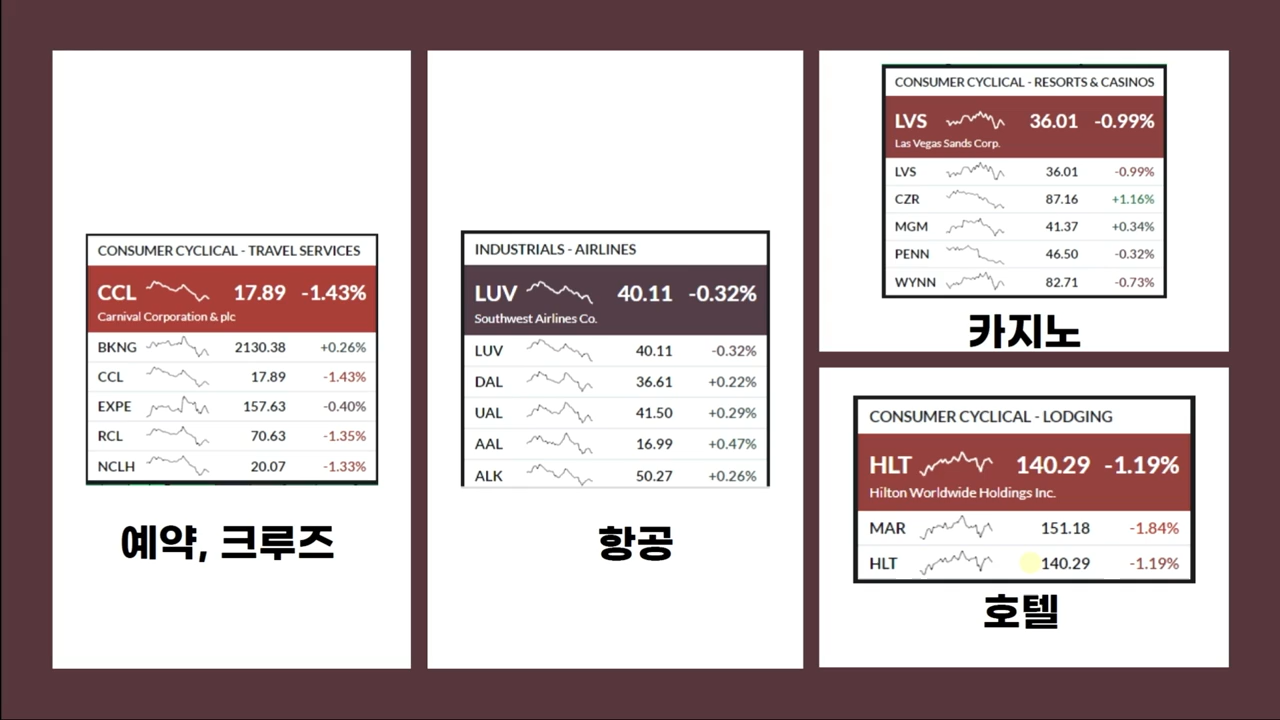 CONSUMER CYCLICAL - TRAVEL SERVICES
CCL 17.89 -1.43%
Carnival Corporation & plc
BKNG 2130.38 +0.26%
CCL 17.89 -1.43%
EXPE 157.63 -0.40%
RCL 70.63 -1.35%
NCLH 20.07 -1.33%
예약, 크루즈
INDUSTRIALS - AIRLINES
LUV 40.11 -0.32%
Southwest Airlines Co.
LUV 40.11 -0.32%
DAL 36.61 +0.22%
UAL 41.50 +0.29%
AAL 16.99 +0.47%
ALK 50.27 +0.26%
항공
CONSUMER CYCLICAL - RESORTS & CASINOS
LVS 36.01 -0.99%
Las Vegas Sands Corp.
LVS 36.01 -0.99%
CZR 87.16 +1.16%
MGM 41.37 +0.34%
PENN 46.50 -0.32%
WYNN 82.71 -0.73%
카지노
CONSUMER CYCLICAL - LODGING
HLT 140.29 -1.19%
Hilton Worldwide Holdings Inc.
MAR 151.18 -1.84%
HLT 140.29 -1.19%
호텔